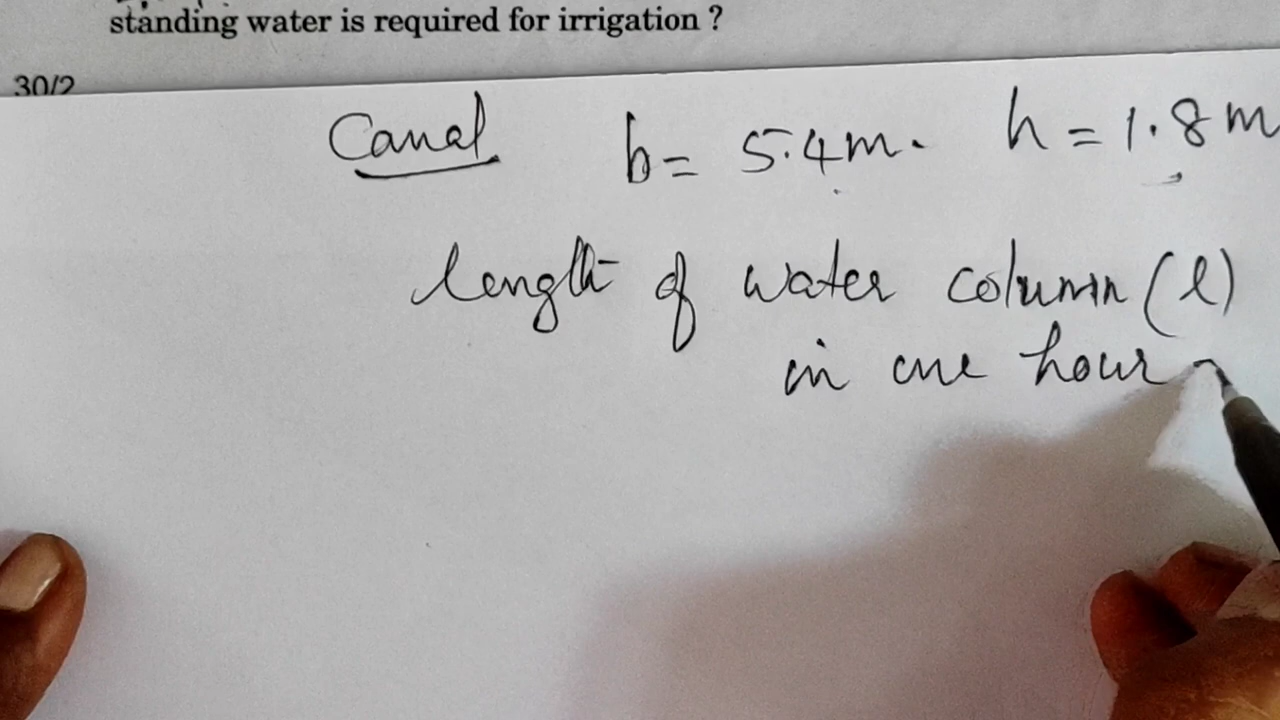 standing water is required for irrigation ?
30/2
Canal b = 5.4m. h = 1.8m
length of water column (l)
in one hour